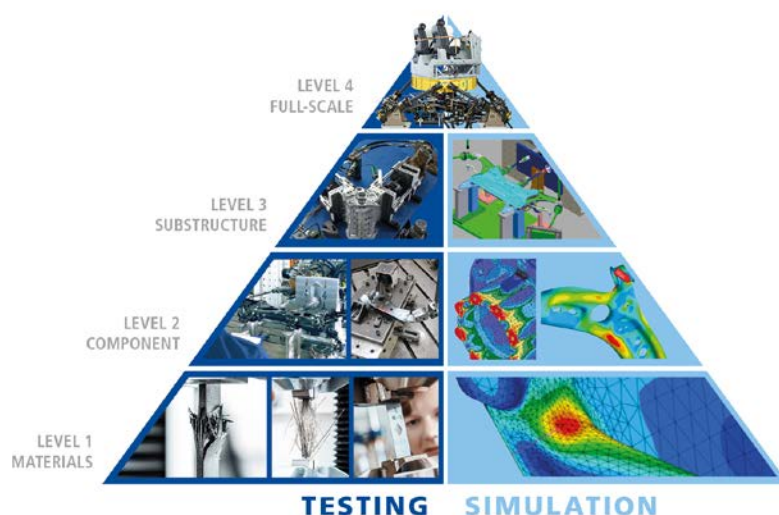 LEVEL 4
FULL-SCALE
LEVEL 3
SUBSTRUCTURE
LEVEL 2
COMPONENT
LEVEL 1
MATERIALS
TESTING SIMULATION